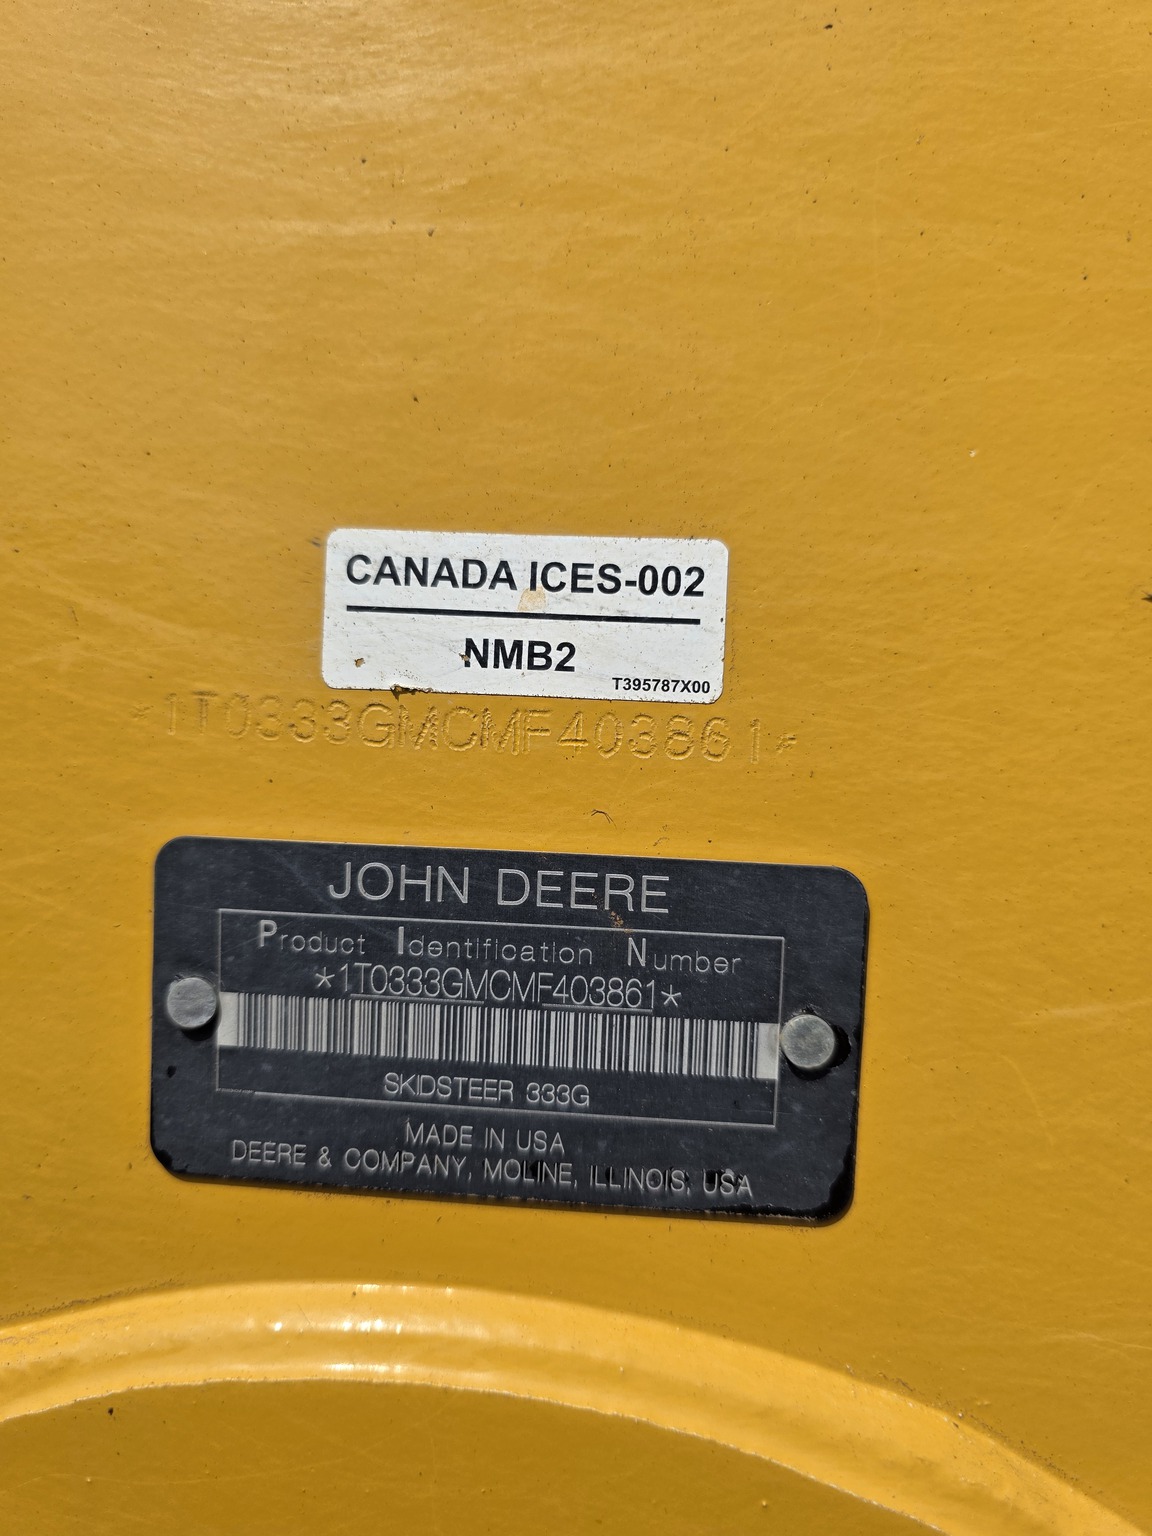 CANADA ICES-002
NMB2
T395787X00
*1T0333GMCMF403861*
JOHN DEERE
Product Identification Number
*1T0333GMCMF403861*
SKIDSTEER 333G
MADE IN USA
DEERE & COMPANY, MOLINE, ILLINOIS, USA